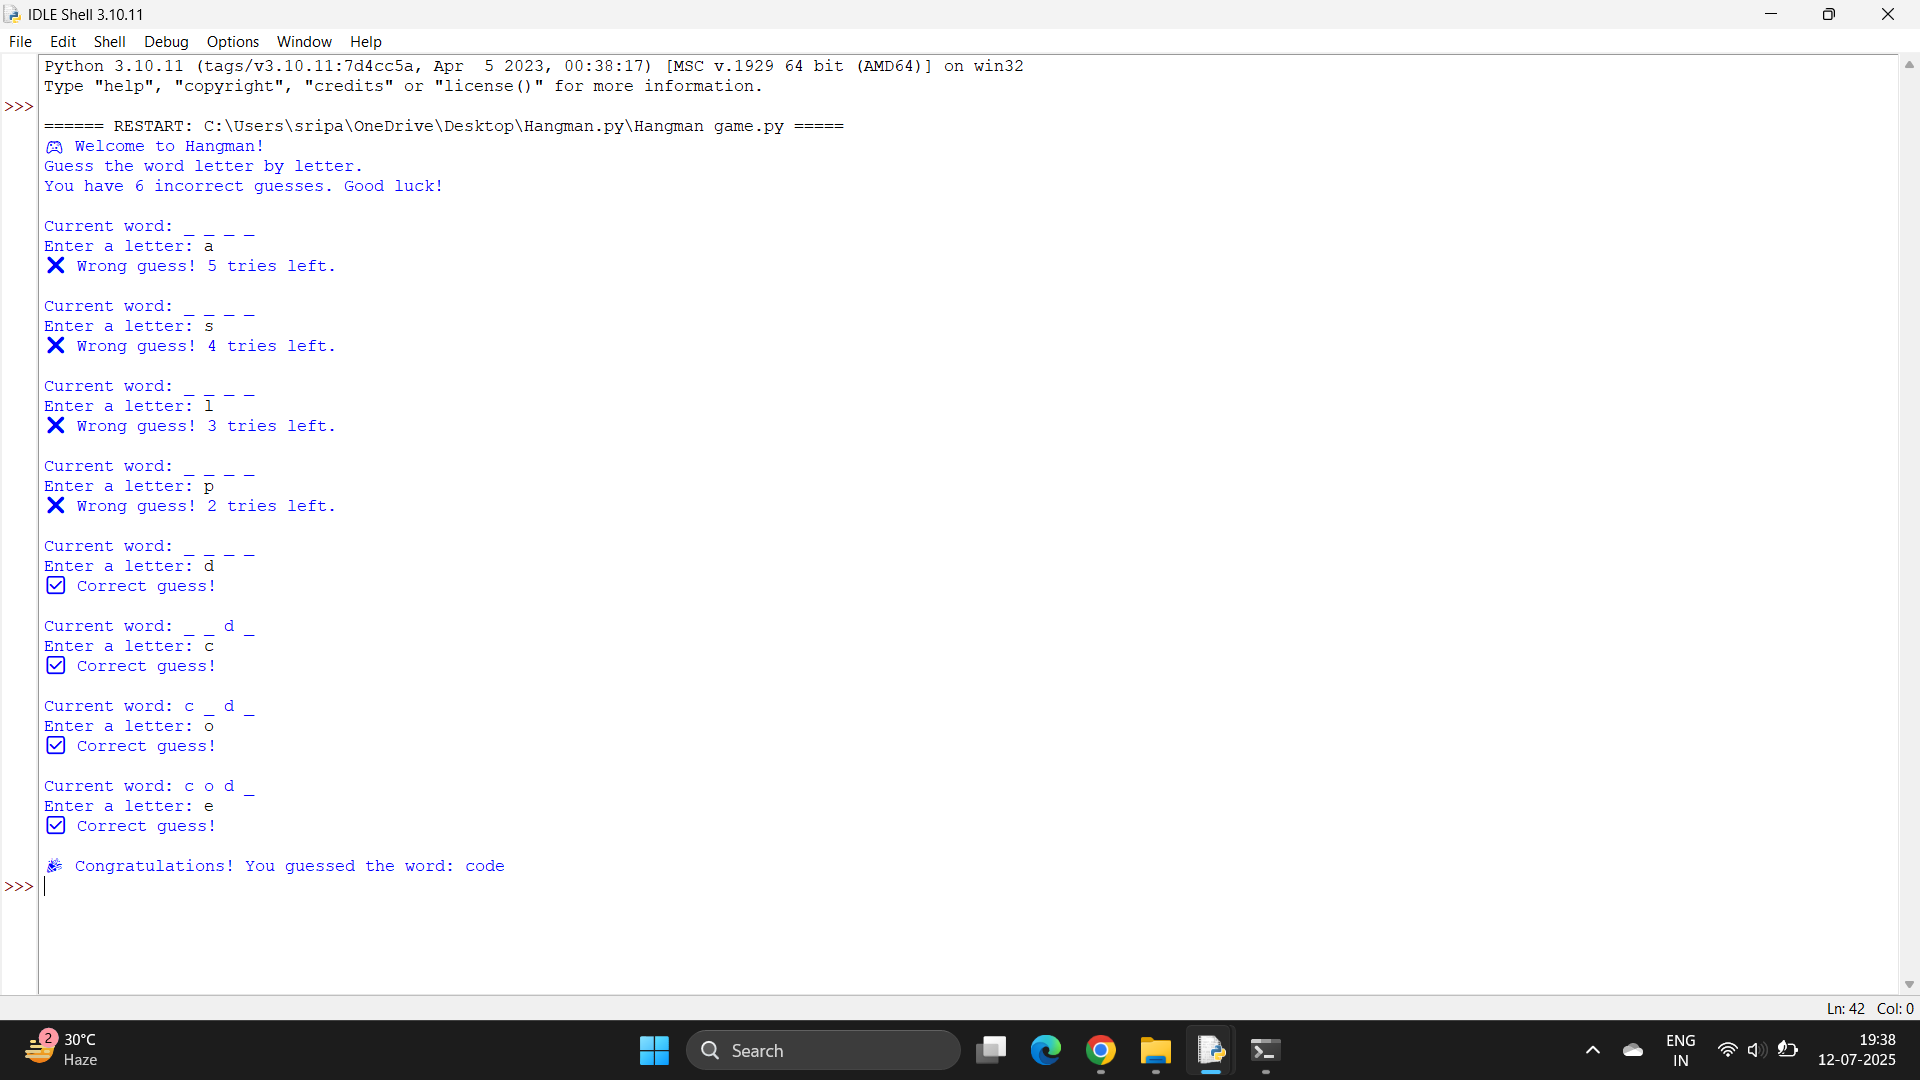 IDLE Shell 3.10.11
File Edit Shell Debug Options Window Help
Python 3.10.11 (tags/v3.10.11:7d4cc5a, Apr  5 2023, 00:38:17) [MSC v.1929 64 bit (AMD64)] on win32
Type "help", "copyright", "credits" or "license()" for more information.
>>>
====== RESTART: C:\Users\sripa\OneDrive\Desktop\Hangman.py\Hangman game.py =====
🎮 Welcome to Hangman!
Guess the word letter by letter.
You have 6 incorrect guesses. Good luck!
Current word: _ _ _ _
Enter a letter: a
❌ Wrong guess! 5 tries left.
Current word: _ _ _ _
Enter a letter: s
❌ Wrong guess! 4 tries left.
Current word: _ _ _ _
Enter a letter: l
❌ Wrong guess! 3 tries left.
Current word: _ _ _ _
Enter a letter: p
❌ Wrong guess! 2 tries left.
Current word: _ _ _ _
Enter a letter: d
✅ Correct guess!
Current word: _ _ d _
Enter a letter: c
✅ Correct guess!
Current word: c _ d _
Enter a letter: o
✅ Correct guess!
Current word: c o d _
Enter a letter: e
✅ Correct guess!
🎉 Congratulations! You guessed the word: code
>>>
Ln: 42 Col: 0
2
30°C
Haze
Search
ENG
IN
19:38
12-07-2025